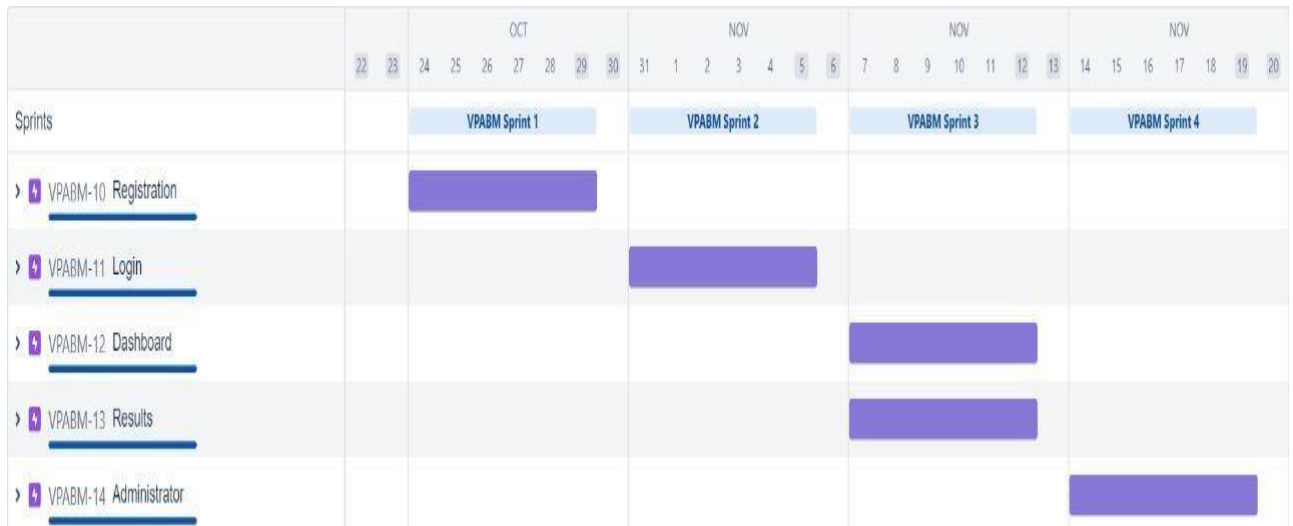 OCT NOV NOV NOV
22 23 24 25 26 27 28 29 30 31 1 2 3 4 5 6 7 8 9 10 11 12 13 14 15 16 17 18 19 20
Sprints VPABM Sprint 1 VPABM Sprint 2 VPABM Sprint 3 VPABM Sprint 4
VPABM-10 Registration
VPABM-11 Login
VPABM-12 Dashboard
VPABM-13 Results
VPABM-14 Administrator